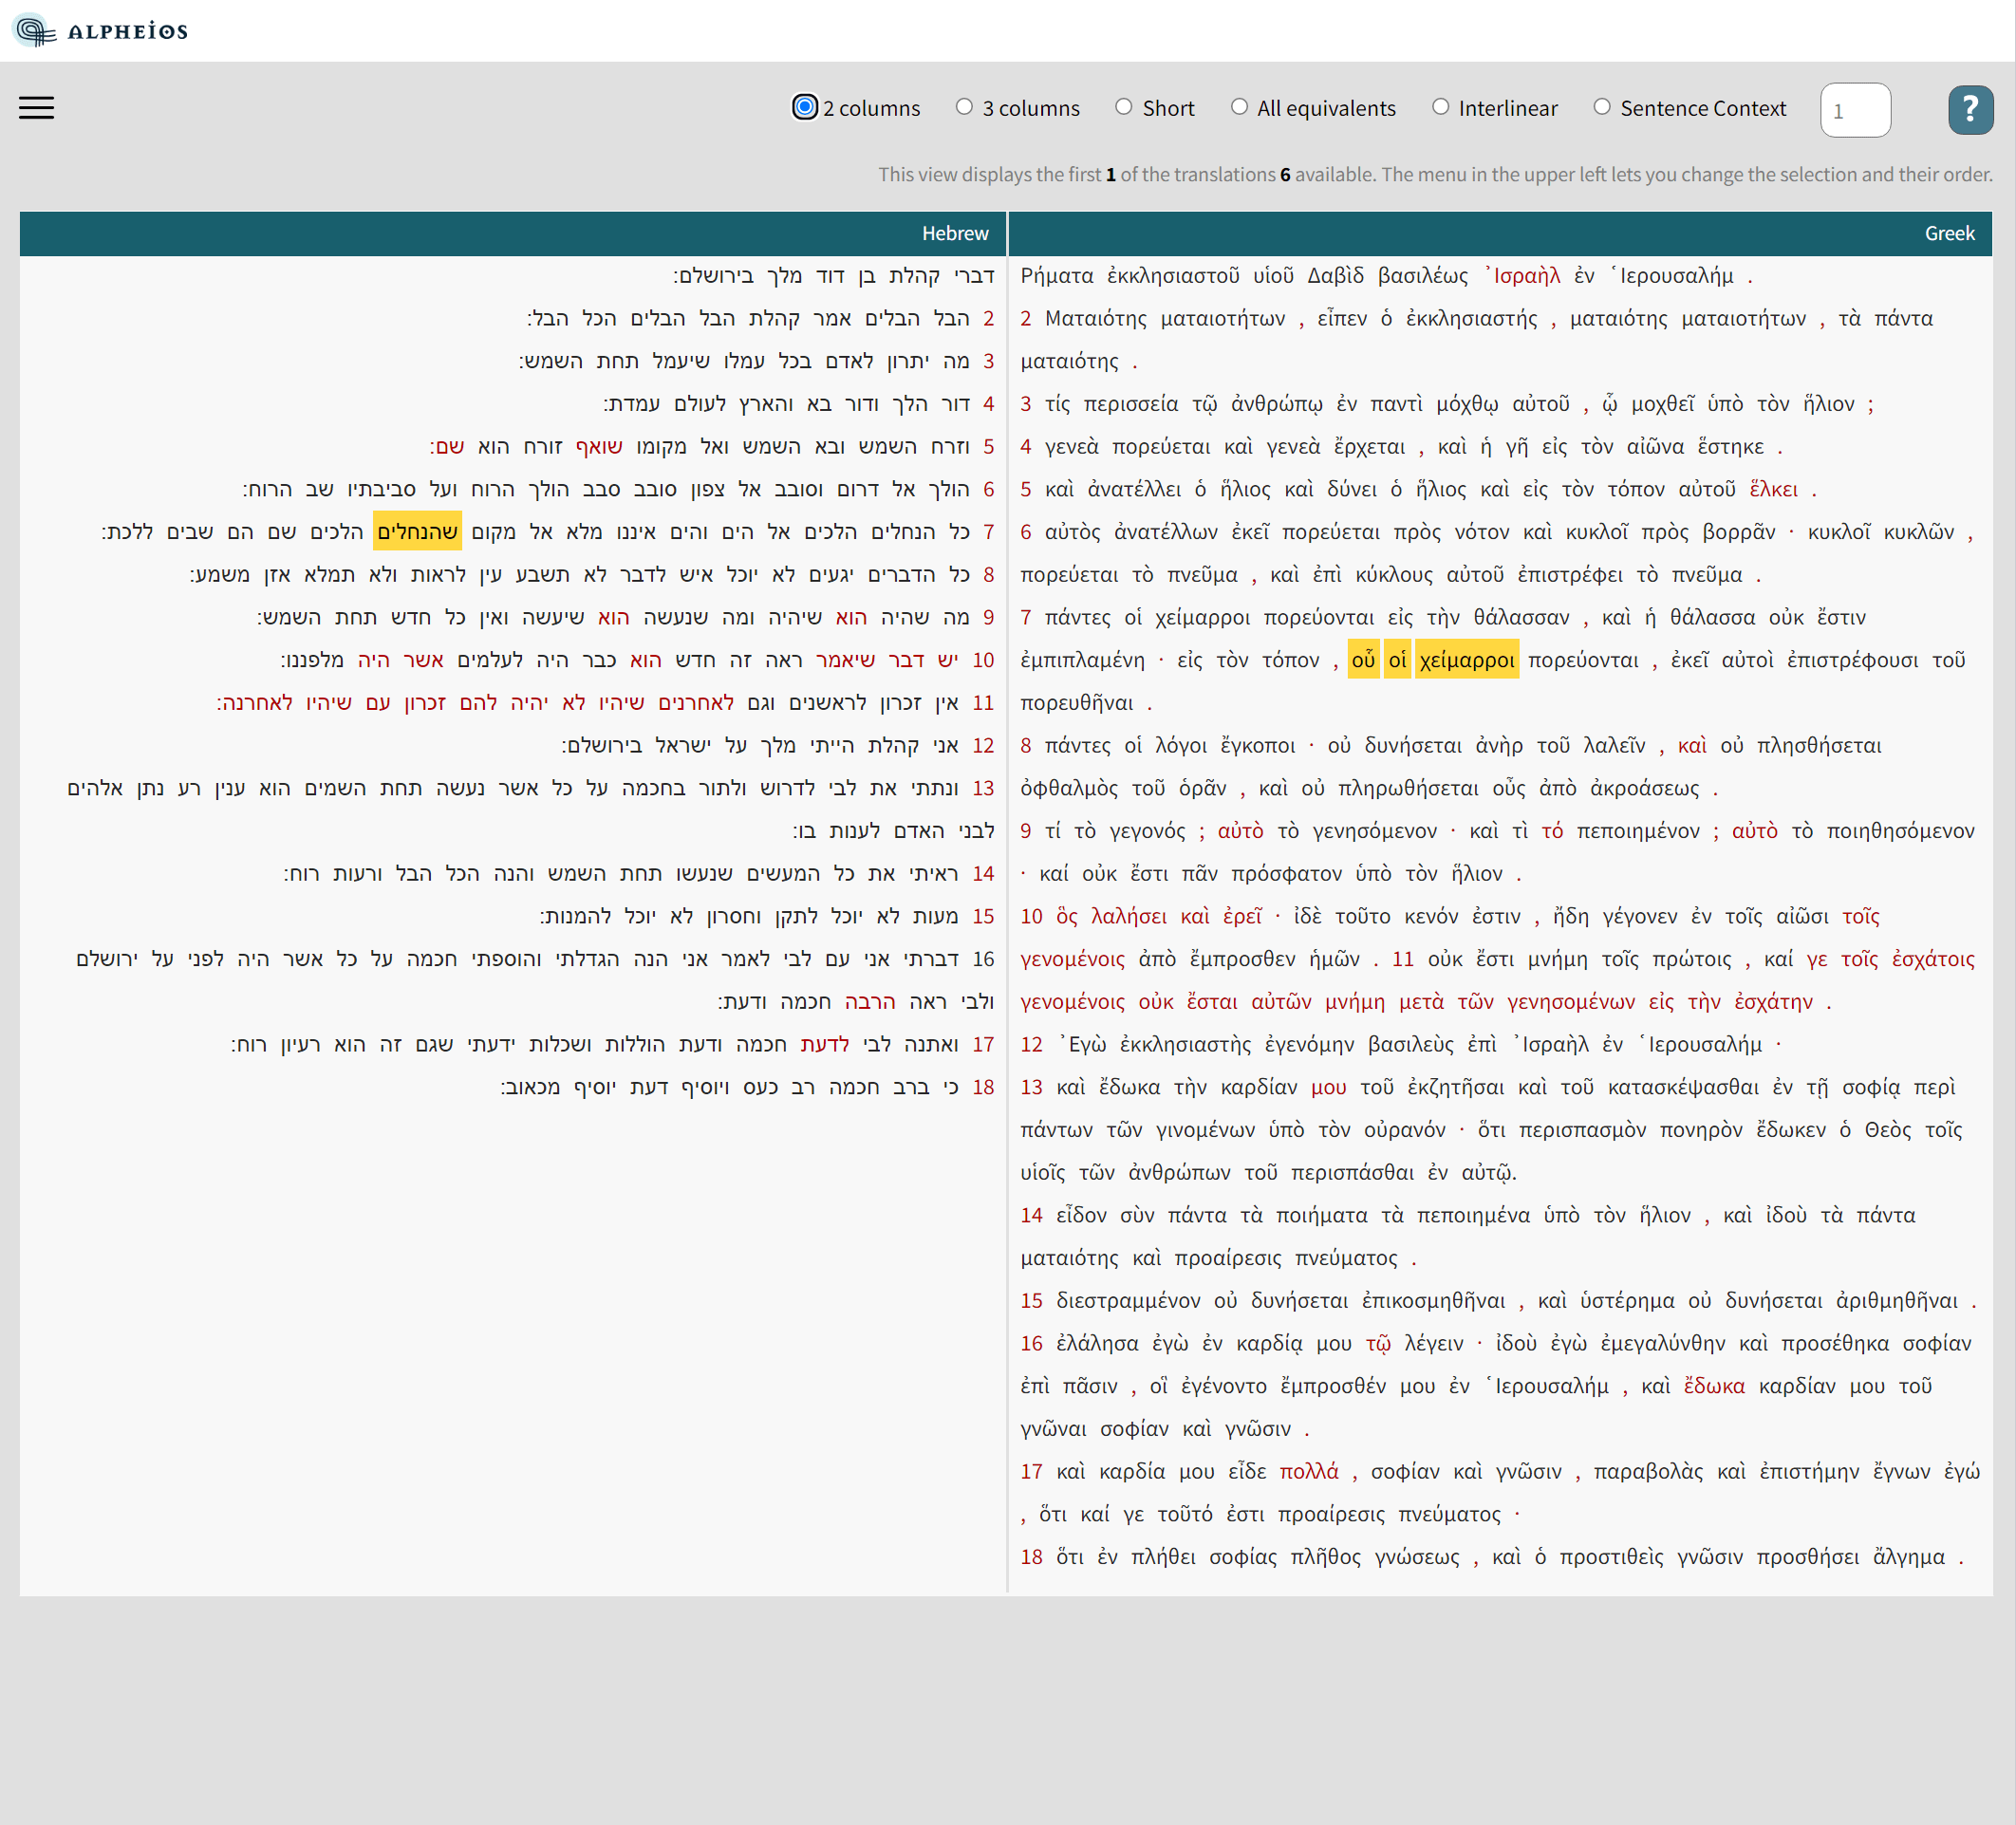 ALPHEIOS
2 columns 3 columns Short All equivalents Interlinear Sentence Context 1 ?
This view displays the first 1 of the translations 6 available. The menu in the upper left lets you change the selection and their order.
Hebrew
דברי קהלת בן דוד מלך בירושלם:
2 הבל הבלים אמר קהלת הבל הבלים הכל הבל:
3 מה יתרון לאדם בכל עמלו שיעמל תחת השמש:
4 דור הלך ודור בא והארץ לעולם עמדת:
5 וזרח השמש ובא השמש ואל מקומו שואף זורח הוא שם:
6 הולך אל דרום וסובב אל צפון סובב סבב הולך הרוח ועל סביבתיו שב הרוח:
7 כל הנחלים הלכים אל הים והים איננו מלא אל מקום שהנחלים הלכים שם הם שבים ללכת:
8 כל הדברים יגעים לא יוכל איש לדבר לא תשבע עין לראות ולא תמלא אזן משמע:
9 מה שהיה הוא שיהיה ומה שנעשה הוא שיעשה ואין כל חדש תחת השמש:
10 יש דבר שיאמר ראה זה חדש הוא כבר היה לעלמים אשר היה מלפננו:
11 אין זכרון לראשנים וגם לאחרנים שיהיו לא יהיה להם זכרון עם שיהיו לאחרנה:
12 אני קהלת הייתי מלך על ישראל בירושלם:
13 ונתתי את לבי לדרוש ולתור בחכמה על כל אשר נעשה תחת השמים הוא ענין רע נתן אלהים
לבני האדם לענות בו:
14 ראיתי את כל המעשים שנעשו תחת השמש והנה הכל הבל ורעות רוח:
15 מעות לא יוכל לתקן וחסרון לא יוכל להמנות:
16 דברתי אני עם לבי לאמר אני הנה הגדלתי והוספתי חכמה על כל אשר היה לפני על ירושלם
ולבי ראה הרבה חכמה ודעת:
17 ואתנה לבי לדעת חכמה ודעת הוללות ושכלות ידעתי שגם זה הוא רעיון רוח:
18 כי ברב חכמה רב כעס ויוסיף דעת יוסיף מכאוב:
Greek
Ρήματα ἐκκλησιαστοῦ υἱοῦ Δαβὶδ βασιλέως ᾿Ισραὴλ ἐν ῾Ιερουσαλήμ .
2 Ματαιότης ματαιοτήτων , εἶπεν ὁ ἐκκλησιαστής , ματαιότης ματαιοτήτων , τὰ πάντα
ματαιότης .
3 τίς περισσεία τῷ ἀνθρώπῳ ἐν παντὶ μόχθῳ αὐτοῦ , ᾧ μοχθεῖ ὑπὸ τὸν ἥλιον ;
4 γενεὰ πορεύεται καὶ γενεὰ ἔρχεται , καὶ ἡ γῆ εἰς τὸν αἰῶνα ἕστηκε .
5 καὶ ἀνατέλλει ὁ ἥλιος καὶ δύνει ὁ ἥλιος καὶ εἰς τὸν τόπον αὐτοῦ ἕλκει .
6 αὐτὸς ἀνατέλλων ἐκεῖ πορεύεται πρὸς νότον καὶ κυκλοῖ πρὸς βορρᾶν · κυκλοῖ κυκλῶν ,
πορεύεται τὸ πνεῦμα , καὶ ἐπὶ κύκλους αὐτοῦ ἐπιστρέφει τὸ πνεῦμα .
7 πάντες οἱ χείμαρροι πορεύονται εἰς τὴν θάλασσαν , καὶ ἡ θάλασσα οὐκ ἔστιν
ἐμπιπλαμένη · εἰς τὸν τόπον , οὗ οἱ χείμαρροι πορεύονται , ἐκεῖ αὐτοὶ ἐπιστρέφουσι τοῦ
πορευθῆναι .
8 πάντες οἱ λόγοι ἔγκοποι · οὐ δυνήσεται ἀνὴρ τοῦ λαλεῖν , καὶ οὐ πλησθήσεται
ὀφθαλμὸς τοῦ ὁρᾶν , καὶ οὐ πληρωθήσεται οὖς ἀπὸ ἀκροάσεως .
9 τί τὸ γεγονός ; αὐτὸ τὸ γενησόμενον · καὶ τὶ τό πεποιημένον ; αὐτὸ τὸ ποιηθησόμενον
· καί οὐκ ἔστι πᾶν πρόσφατον ὑπὸ τὸν ἥλιον .
10 ὃς λαλήσει καὶ ἐρεῖ · ἰδὲ τοῦτο κενόν ἐστιν , ἤδη γέγονεν ἐν τοῖς αἰῶσι τοῖς
γενομένοις ἀπὸ ἔμπροσθεν ἡμῶν . 11 οὐκ ἔστι μνήμη τοῖς πρώτοις , καί γε τοῖς ἐσχάτοις
γενομένοις οὐκ ἔσται αὐτῶν μνήμη μετὰ τῶν γενησομένων εἰς τὴν ἐσχάτην .
12 ᾿Εγὼ ἐκκλησιαστὴς ἐγενόμην βασιλεὺς ἐπὶ ᾿Ισραὴλ ἐν ῾Ιερουσαλήμ ·
13 καὶ ἔδωκα τὴν καρδίαν μου τοῦ ἐκζητῆσαι καὶ τοῦ κατασκέψασθαι ἐν τῇ σοφίᾳ περὶ
πάντων τῶν γινομένων ὑπὸ τὸν οὐρανόν · ὅτι περισπασμὸν πονηρὸν ἔδωκεν ὁ Θεὸς τοῖς
υἱοῖς τῶν ἀνθρώπων τοῦ περισπάσθαι ἐν αὐτῷ.
14 εἶδον σὺν πάντα τὰ ποιήματα τὰ πεποιημένα ὑπὸ τὸν ἥλιον , καὶ ἰδοὺ τὰ πάντα
ματαιότης καὶ προαίρεσις πνεύματος .
15 διεστραμμένον οὐ δυνήσεται ἐπικοσμηθῆναι , καὶ ὑστέρημα οὐ δυνήσεται ἀριθμηθῆναι .
16 ἐλάλησα ἐγὼ ἐν καρδίᾳ μου τῷ λέγειν · ἰδοὺ ἐγὼ ἐμεγαλύνθην καὶ προσέθηκα σοφίαν
ἐπὶ πᾶσιν , οἳ ἐγένοντο ἔμπροσθέν μου ἐν ῾Ιερουσαλήμ , καὶ ἔδωκα καρδίαν μου τοῦ
γνῶναι σοφίαν καὶ γνῶσιν .
17 καὶ καρδία μου εἶδε πολλά , σοφίαν καὶ γνῶσιν , παραβολὰς καὶ ἐπιστήμην ἔγνων ἐγώ
, ὅτι καί γε τοῦτό ἐστι προαίρεσις πνεύματος ·
18 ὅτι ἐν πλήθει σοφίας πλῆθος γνώσεως , καὶ ὁ προστιθεὶς γνῶσιν προσθήσει ἄλγημα .